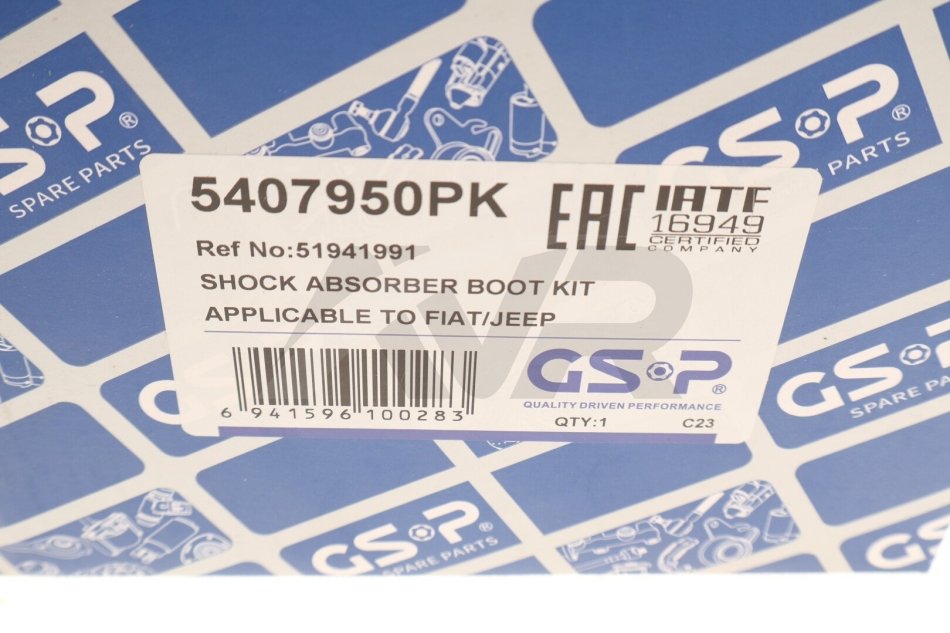 GS-P®
SPARE PARTS
GS-P®
SPARE PARTS
5407950PK
EAC
IATF
16949
CERTIFIED
COMPANY
Ref No:51941991
SHOCK ABSORBER BOOT KIT
APPLICABLE TO FIAT/JEEP
TVR
GS-P®
QUALITY DRIVEN PERFORMANCE
6 941596 100283
QTY:1
C23
GS-P
SPARE PARTS
GS-P®
SPARE PARTS
GS-P